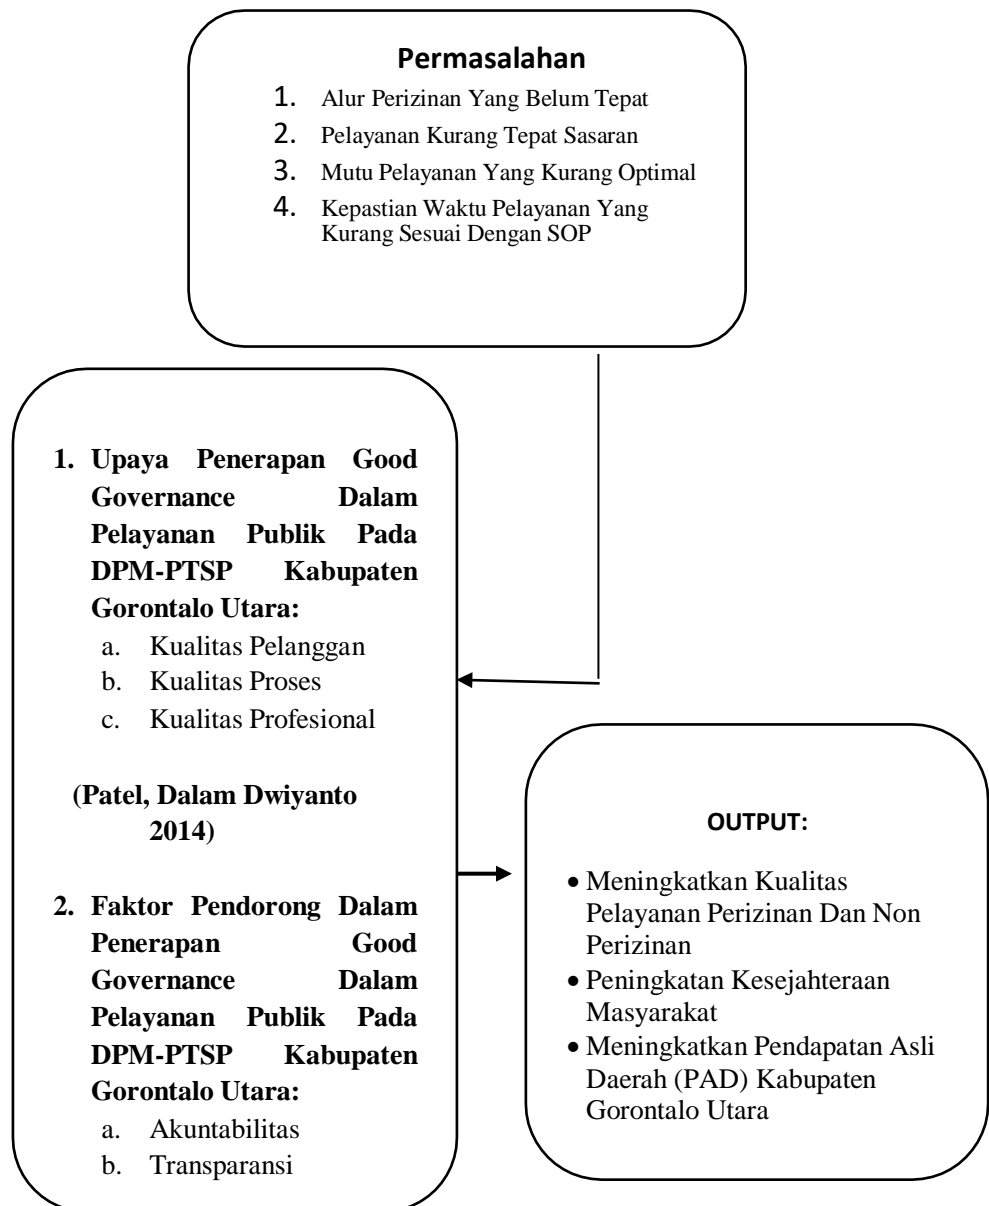 Permasalahan
1. Alur Perizinan Yang Belum Tepat
2. Pelayanan Kurang Tepat Sasaran
3. Mutu Pelayanan Yang Kurang Optimal
4. Kepastian Waktu Pelayanan Yang
Kurang Sesuai Dengan SOP
1. Upaya Penerapan Good
Governance Dalam
Pelayanan Publik Pada
DPM-PTSP Kabupaten
Gorontalo Utara:
a. Kualitas Pelanggan
b. Kualitas Proses
c. Kualitas Profesional
(Patel, Dalam Dwiyanto
2014)
2. Faktor Pendorong Dalam
Penerapan Good
Governance Dalam
Pelayanan Publik Pada
DPM-PTSP Kabupaten
Gorontalo Utara:
a. Akuntabilitas
b. Transparansi
OUTPUT:
• Meningkatkan Kualitas
Pelayanan Perizinan Dan Non
Perizinan
• Peningkatan Kesejahteraan
Masyarakat
• Meningkatkan Pendapatan Asli
Daerah (PAD) Kabupaten
Gorontalo Utara